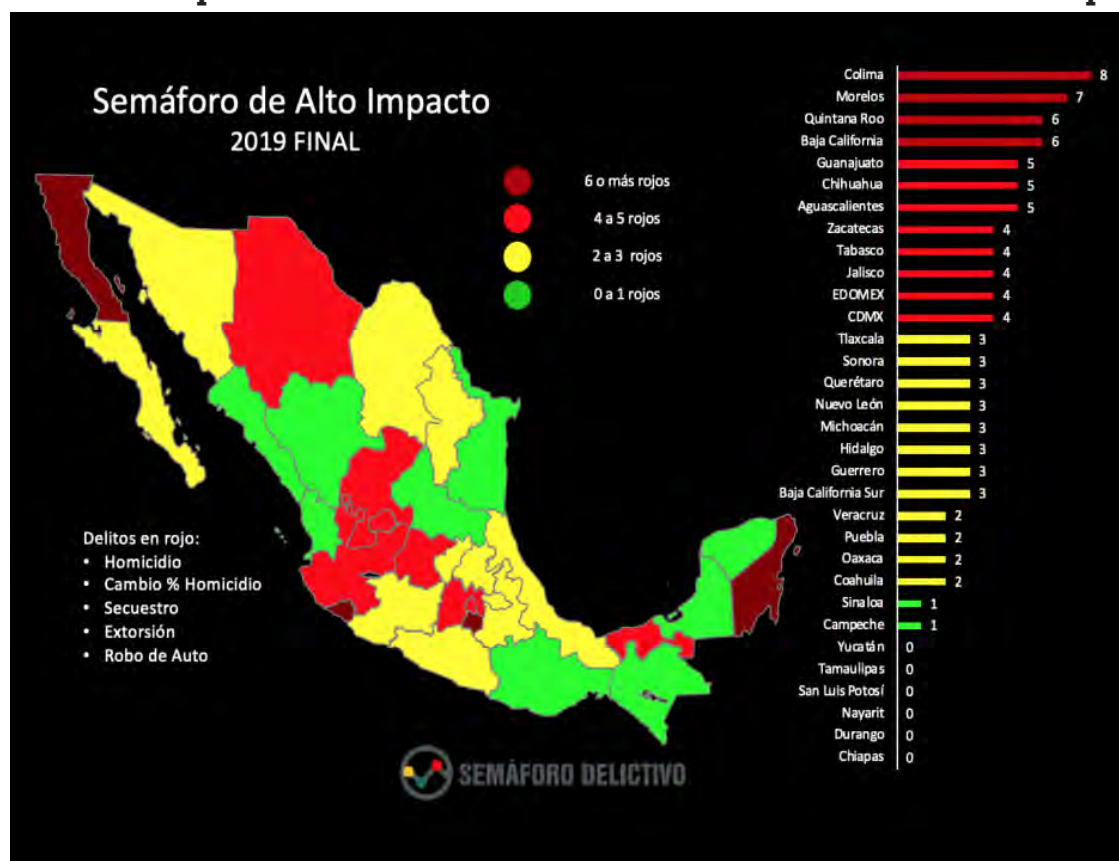 Semáforo de Alto Impacto
2019 FINAL
6 o más rojos
4 a 5 rojos
2 a 3 rojos
0 a 1 rojos
Delitos en rojo:
• Homicidio
• Cambio % Homicidio
• Secuestro
• Extorsión
• Robo de Auto
SEMÁFORO DELICTIVO
Colima 8
Morelos 7
Quintana Roo 6
Baja California 6
Guanajuato 5
Chihuahua 5
Aguascalientes 5
Zacatecas 4
Tabasco 4
Jalisco 4
EDOMEX 4
CDMX 4
Tlaxcala 3
Sonora 3
Querétaro 3
Nuevo León 3
Michoacán 3
Hidalgo 3
Guerrero 3
Baja California Sur 3
Veracruz 2
Puebla 2
Oaxaca 2
Coahuila 2
Sinaloa 1
Campeche 1
Yucatán 0
Tamaulipas 0
San Luis Potosí 0
Nayarit 0
Durango 0
Chiapas 0